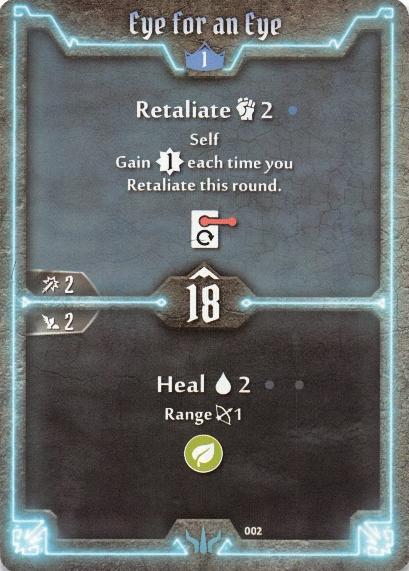 Eye for an Eye
1
Retaliate 2
Self
Gain 1 each time you
Retaliate this round.
2
18
2
Heal 2
Range 1
002